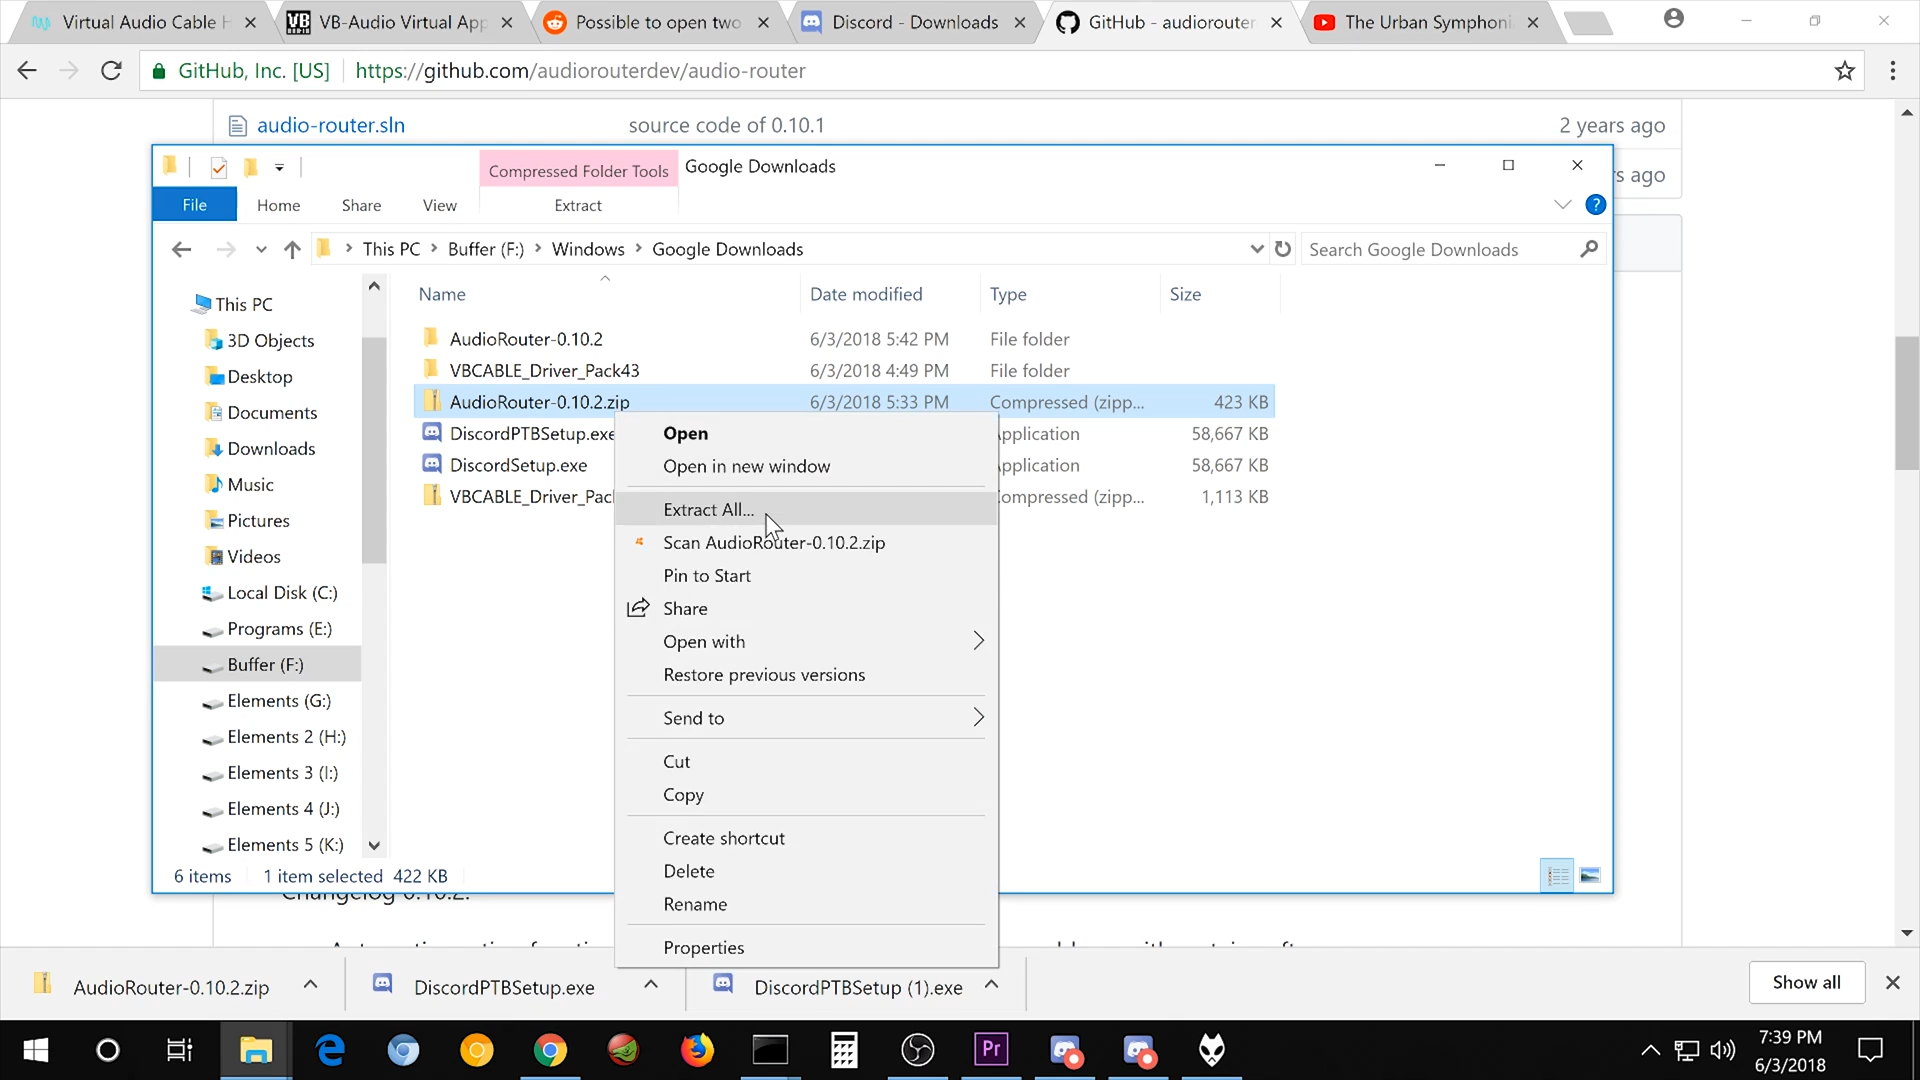 Virtual Audio Cable H
VB-Audio Virtual App
Possible to open two
Discord - Downloads
GitHub - audiorouter
The Urban Symphoni
GitHub, Inc. [US]
https://github.com/audiorouterdev/audio-router
audio-router.sln
source code of 0.10.1
2 years ago
Compressed Folder Tools
Google Downloads
rs ago
File
Home
Share
View
Extract
This PC
Buffer (F:)
Windows
Google Downloads
Search Google Downloads
Name
Date modified
Type
Size
This PC
3D Objects
Desktop
Documents
Downloads
Music
Pictures
Videos
Local Disk (C:)
Programs (E:)
Buffer (F:)
Elements (G:)
Elements 2 (H:)
Elements 3 (I:)
Elements 4 (J:)
Elements 5 (K:)
AudioRouter-0.10.2 6/3/2018 5:42 PM File folder
VBCABLE_Driver_Pack43 6/3/2018 4:49 PM File folder
AudioRouter-0.10.2.zip 6/3/2018 5:33 PM Compressed (zipp... 423 KB
DiscordPTBSetup.exe Application 58,667 KB
DiscordSetup.exe Application 58,667 KB
VBCABLE_Driver_Pac Compressed (zipp... 1,113 KB
Open
Open in new window
Extract All...
Scan AudioRouter-0.10.2.zip
Pin to Start
Share
Open with
Restore previous versions
Send to
Cut
Copy
Create shortcut
Delete
Rename
Properties
6 items
1 item selected 422 KB
Changelog 0.10.2:
AudioRouter-0.10.2.zip
DiscordPTBSetup.exe
DiscordPTBSetup (1).exe
Show all
Pr
7:39 PM
6/3/2018